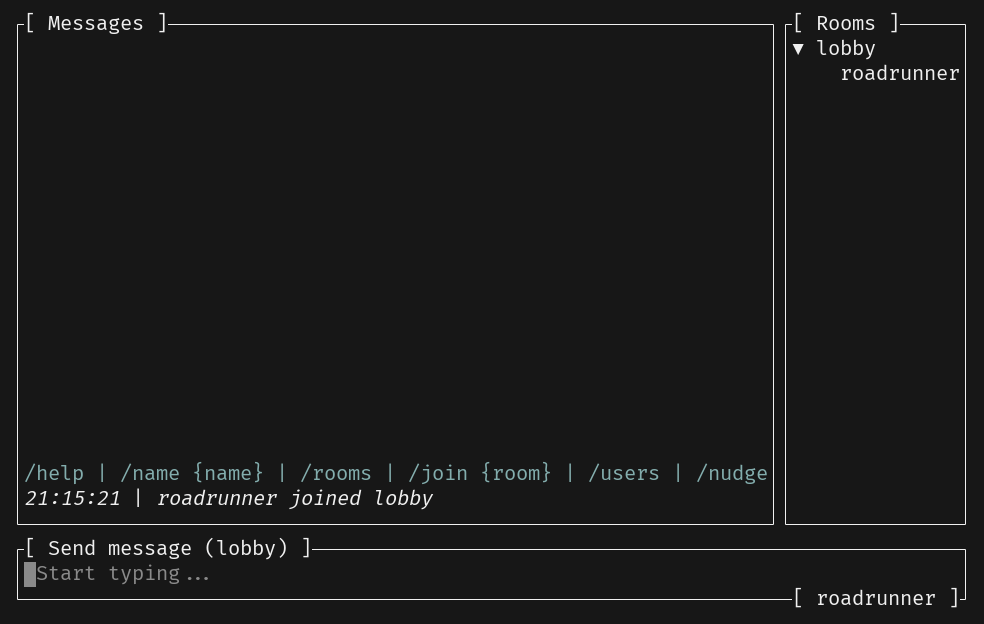 [ Messages ]
/help | /name {name} | /rooms | /join {room} | /users | /nudge
21:15:21 | roadrunner joined lobby
[ Rooms ]
▼ lobby
roadrunner
[ Send message (lobby) ]
Start typing...
[ roadrunner ]